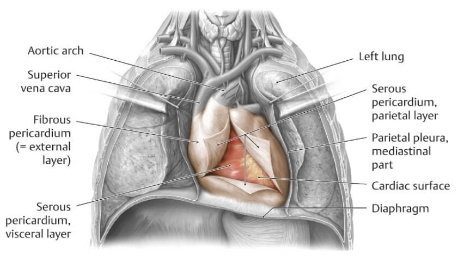 Aortic arch
Superior
vena cava
Fibrous
pericardium
(= external
layer)
Serous
pericardium,
visceral layer
Left lung
Serous
pericardium,
parietal layer
Parietal pleura,
mediastinal
part
Cardiac surface
Diaphragm